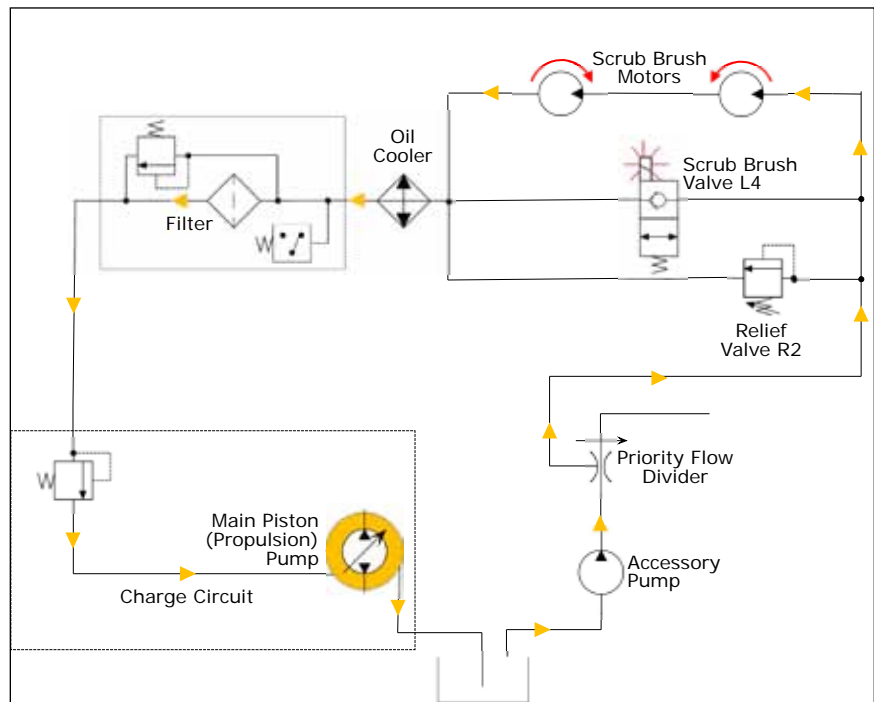 Scrub Brush
Motors
Oil
Cooler
Scrub Brush
Valve L4
Filter
Relief
Valve R2
Priority Flow
Divider
Main Piston
(Propulsion)
Pump
Accessory
Pump
Charge Circuit